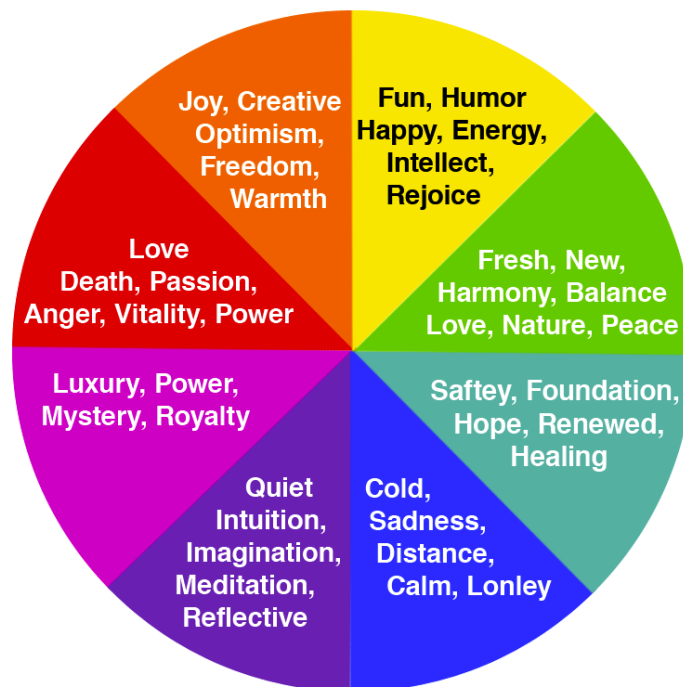 Joy, Creative
Optimism,
Freedom,
Warmth
Fun, Humor
Happy, Energy,
Intellect,
Rejoice
Love
Death, Passion,
Anger, Vitality, Power
Fresh, New,
Harmony, Balance
Love, Nature, Peace
Luxury, Power,
Mystery, Royalty
Saftey, Foundation,
Hope, Renewed,
Healing
Quiet
Intuition,
Imagination,
Meditation,
Reflective
Cold,
Sadness,
Distance,
Calm, Lonley